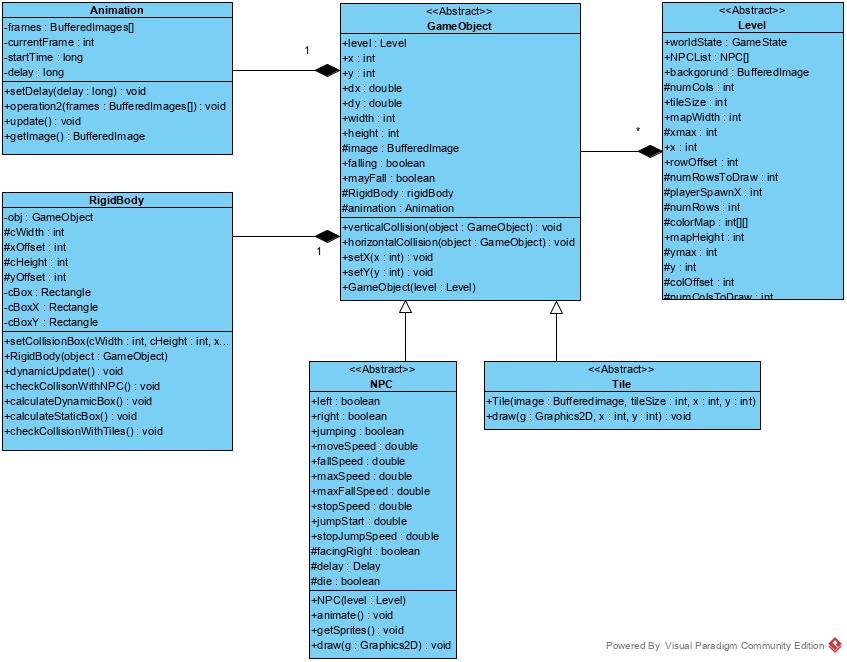 Animation
-frames : BufferedImages[]
-currentFrame : int
-startTime : long
-delay : long
+setDelay(delay : long) : void
+operation2(frames : BufferedImages[]) : void
+update() : void
+getImage() : BufferedImage
1
<<Abstract>>
GameObject
+level : Level
+x : int
+y : int
+dx : double
+dy : double
+width : int
+height : int
#image : BufferedImage
+falling : boolean
+mayFall : boolean
#RigidBody : rigidBody
#animation : Animation
+verticalCollision(object : GameObject) : void
+horizontalCollision(object : GameObject) : void
+setX(x : int) : void
+setY(y : int) : void
+GameObject(level : Level)
*
<<Abstract>>
Level
+worldState : GameState
+NPCList : NPC[]
+backgorund : BufferedImage
#numCols : int
+tileSize : int
+mapWidth : int
#xmax : int
+x : int
+rowOffset : int
#numRowsToDraw : int
#playerSpawnX : int
#numRows : int
#colorMap : int[][]
+mapHeight : int
#ymax : int
#y : int
#colOffset : int
#numColsToDraw : int
RigidBody
-obj : GameObject
#cWidth : int
#xOffset : int
#cHeight : int
#yOffset : int
-cBox : Rectangle
-cBoxX : Rectangle
-cBoxY : Rectangle
+setCollisionBox(cWidth : int, cHeight : int, x...
+RigidBody(object : GameObject)
+dynamicUpdate() : void
+checkCollisonWithNPC() : void
+calculateDynamicBox() : void
+calculateStaticBox() : void
+checkCollisionWithTiles() : void
1
<<Abstract>>
NPC
+left : boolean
+right : boolean
+jumping : boolean
+moveSpeed : double
+fallSpeed : double
+maxSpeed : double
+maxFallSpeed : double
+stopSpeed : double
+jumpStart : double
+stopJumpSpeed : double
#facingRight : boolean
#delay : Delay
#die : boolean
+NPC(level : Level)
+animate() : void
+getSprites() : void
+draw(g : Graphics2D) : void
<<Abstract>>
Tile
+Tile(image : Bufferedimage, tileSize : int, x : int, y : int)
+draw(g : Graphics2D, x : int, y : int) : void
Powered By Visual Paradigm Community Edition